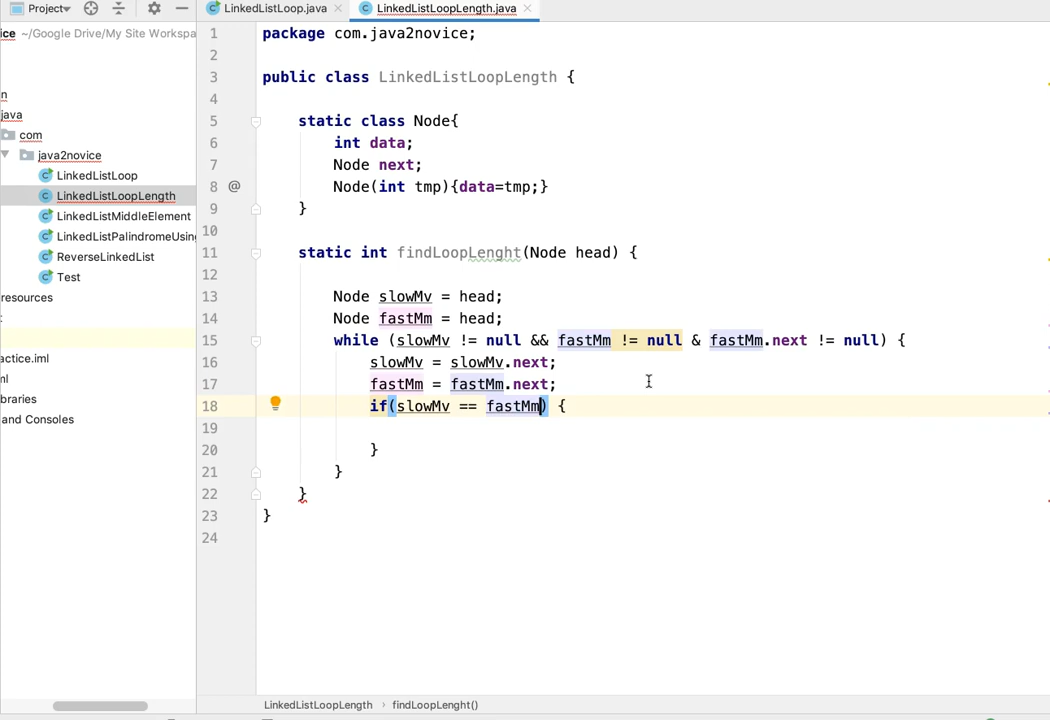 Project
LinkedListLoop.java
LinkedListLoopLength.java
ice ~/Google Drive/My Site Workspa
n
java
com
java2novice
LinkedListLoop
LinkedListLoopLength
LinkedListMiddleElement
LinkedListPalindromeUsing
ReverseLinkedList
Test
resources
t
actice.iml
ml
braries
and Consoles
1 package com.java2novice;
2
3 public class LinkedListLoopLength {
4
5 static class Node{
6 int data;
7 Node next;
8 @ Node(int tmp){data=tmp;}
9 }
10
11 static int findLoopLenght(Node head) {
12
13 Node slowMv = head;
14 Node fastMm = head;
15 while (slowMv != null && fastMm != null & fastMm.next != null) {
16 slowMv = slowMv.next;
17 fastMm = fastMm.next;
18 if(slowMv == fastMm) {
19
20 }
21 }
22 }
23 }
24
LinkedListLoopLength › findLoopLenght()